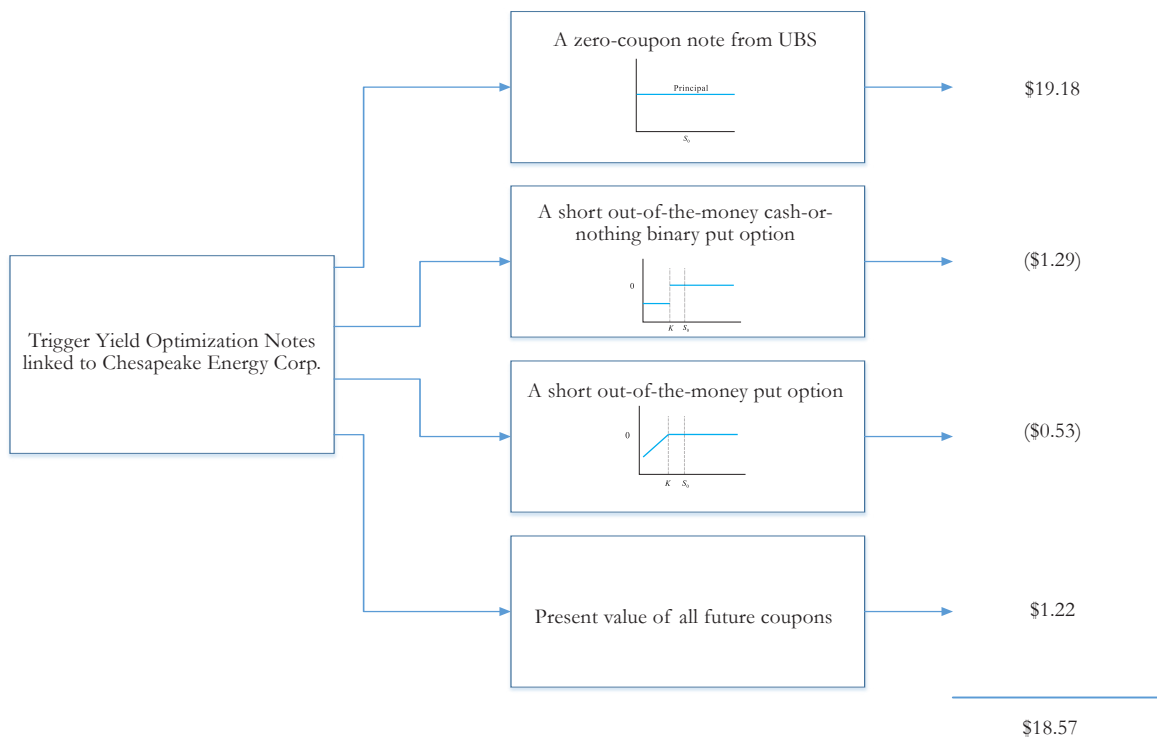 A zero-coupon note from UBS
Principal
S0
$19.18
A short out-of-the-money cash-or-
nothing binary put option
0
K
S0
($1.29)
Trigger Yield Optimization Notes
linked to Chesapeake Energy Corp.
A short out-of-the-money put option
0
K
S0
($0.53)
Present value of all future coupons
$1.22
$18.57